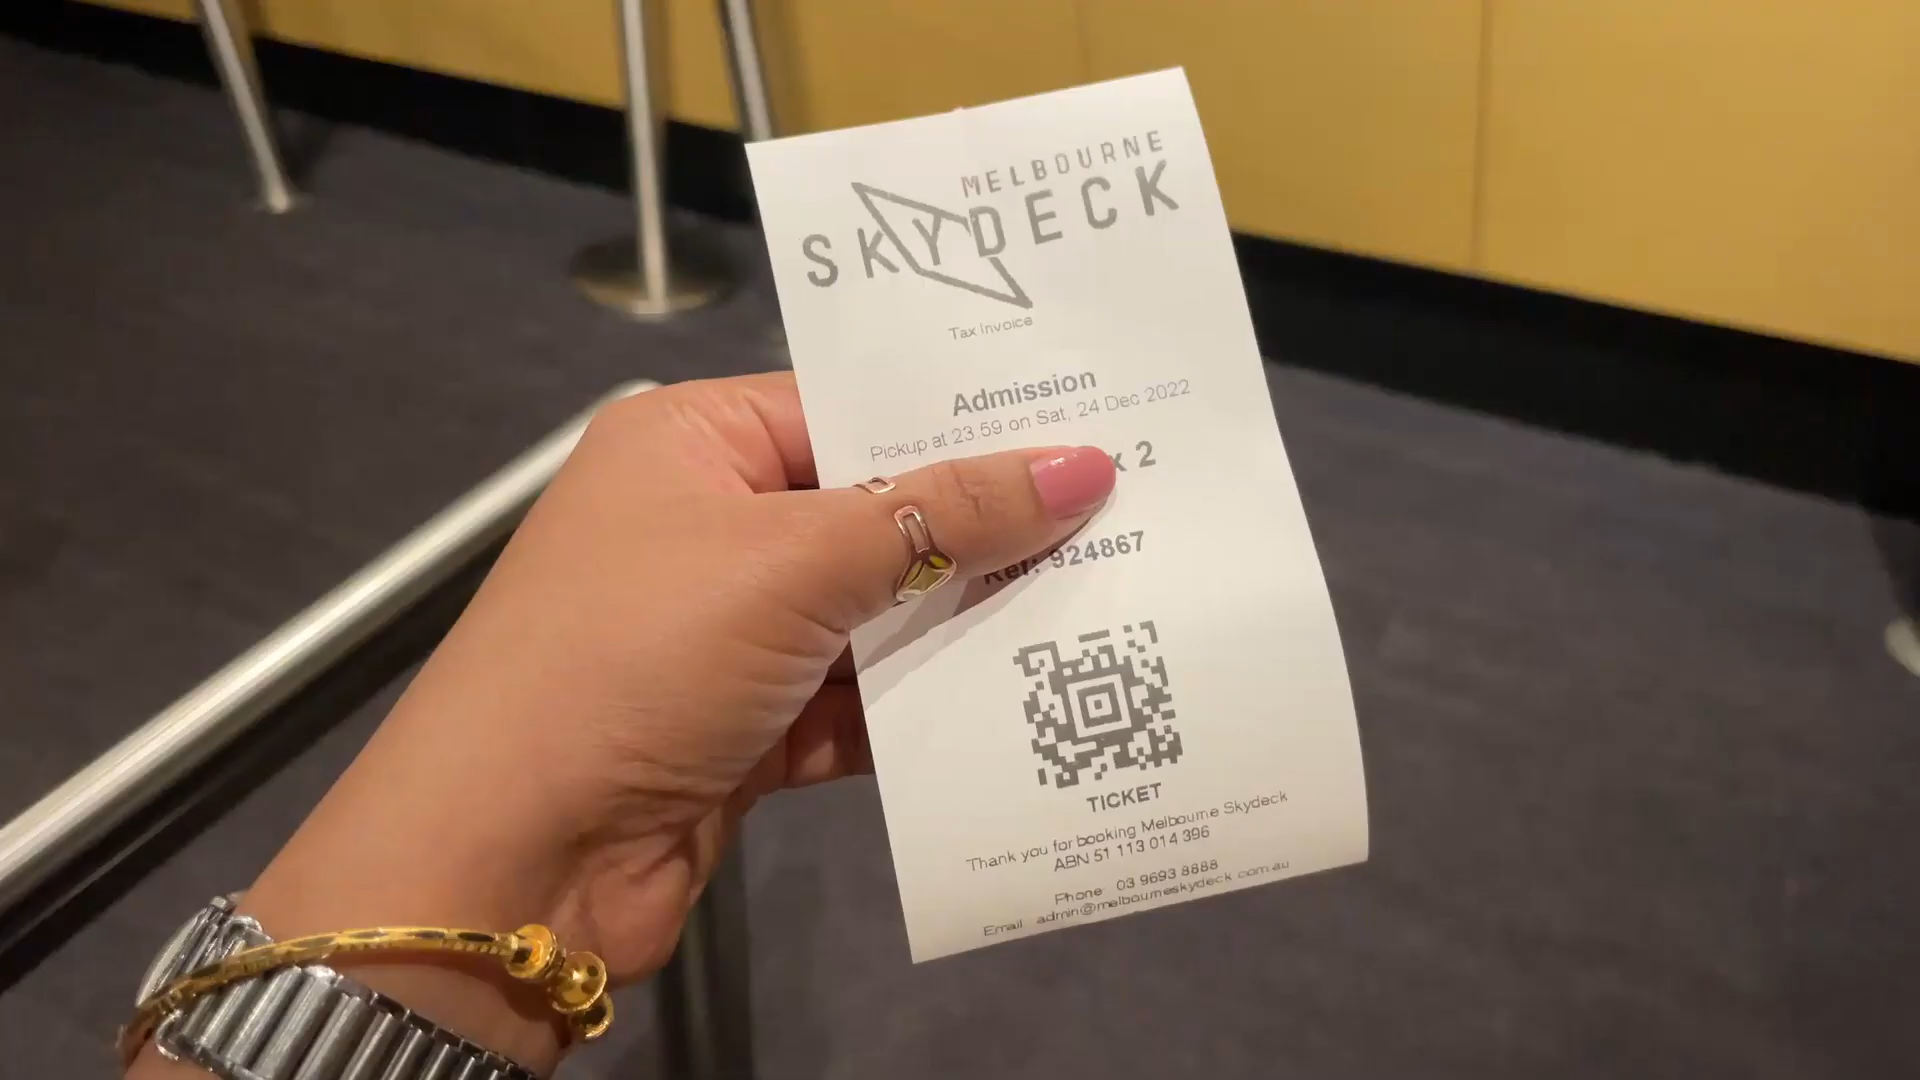 MELBOURNE
SKYDECK
Tax Invoice
Admission
Pickup at 23:59 on Sat, 24 Dec 2022
x 2
Ref: 924867
TICKET
Thank you for booking Melbourne Skydeck
ABN 51 113 014 396
Phone 03 9693 8888
Email admin@melbourneskydeck.com.au